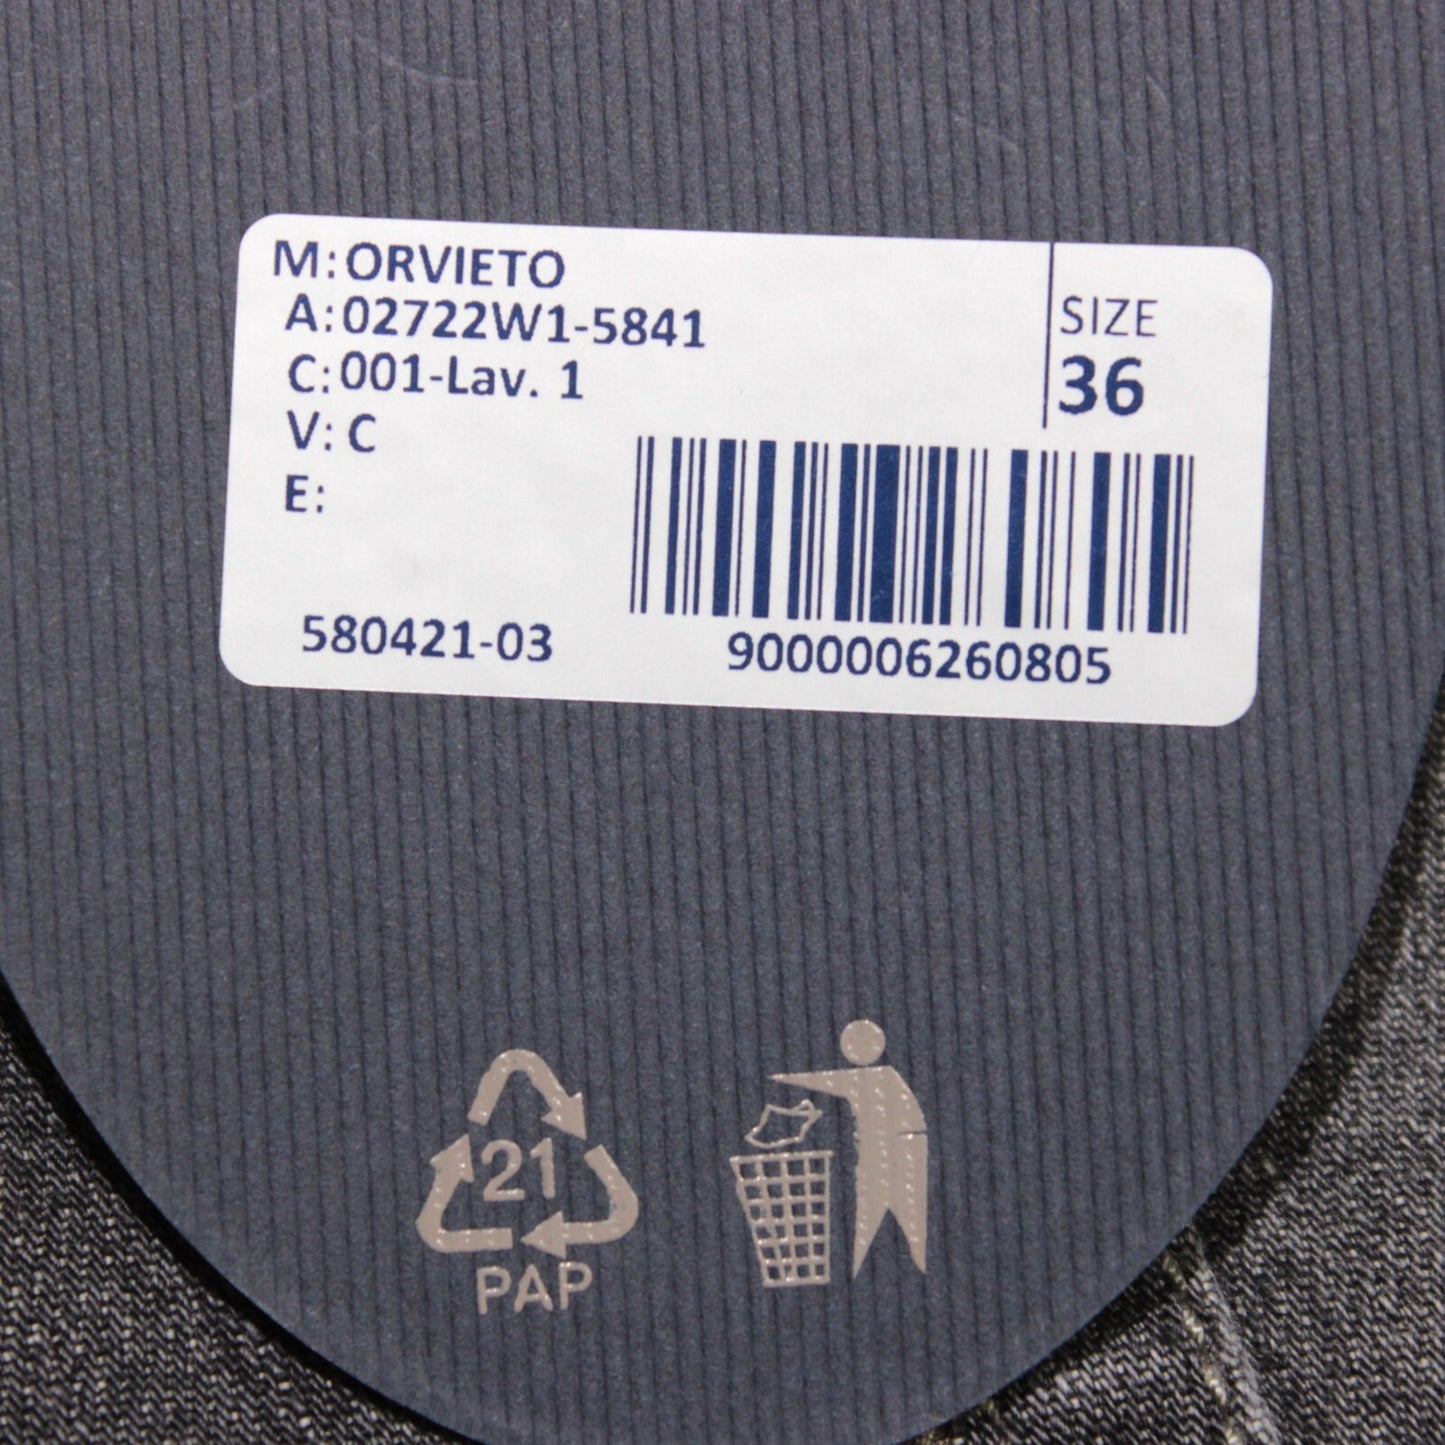 M: ORVIETO
A: 02722W1-5841
C: 001-Lav. 1
V: C
E:
SIZE
36
580421-03
9000006260805
21
PAP